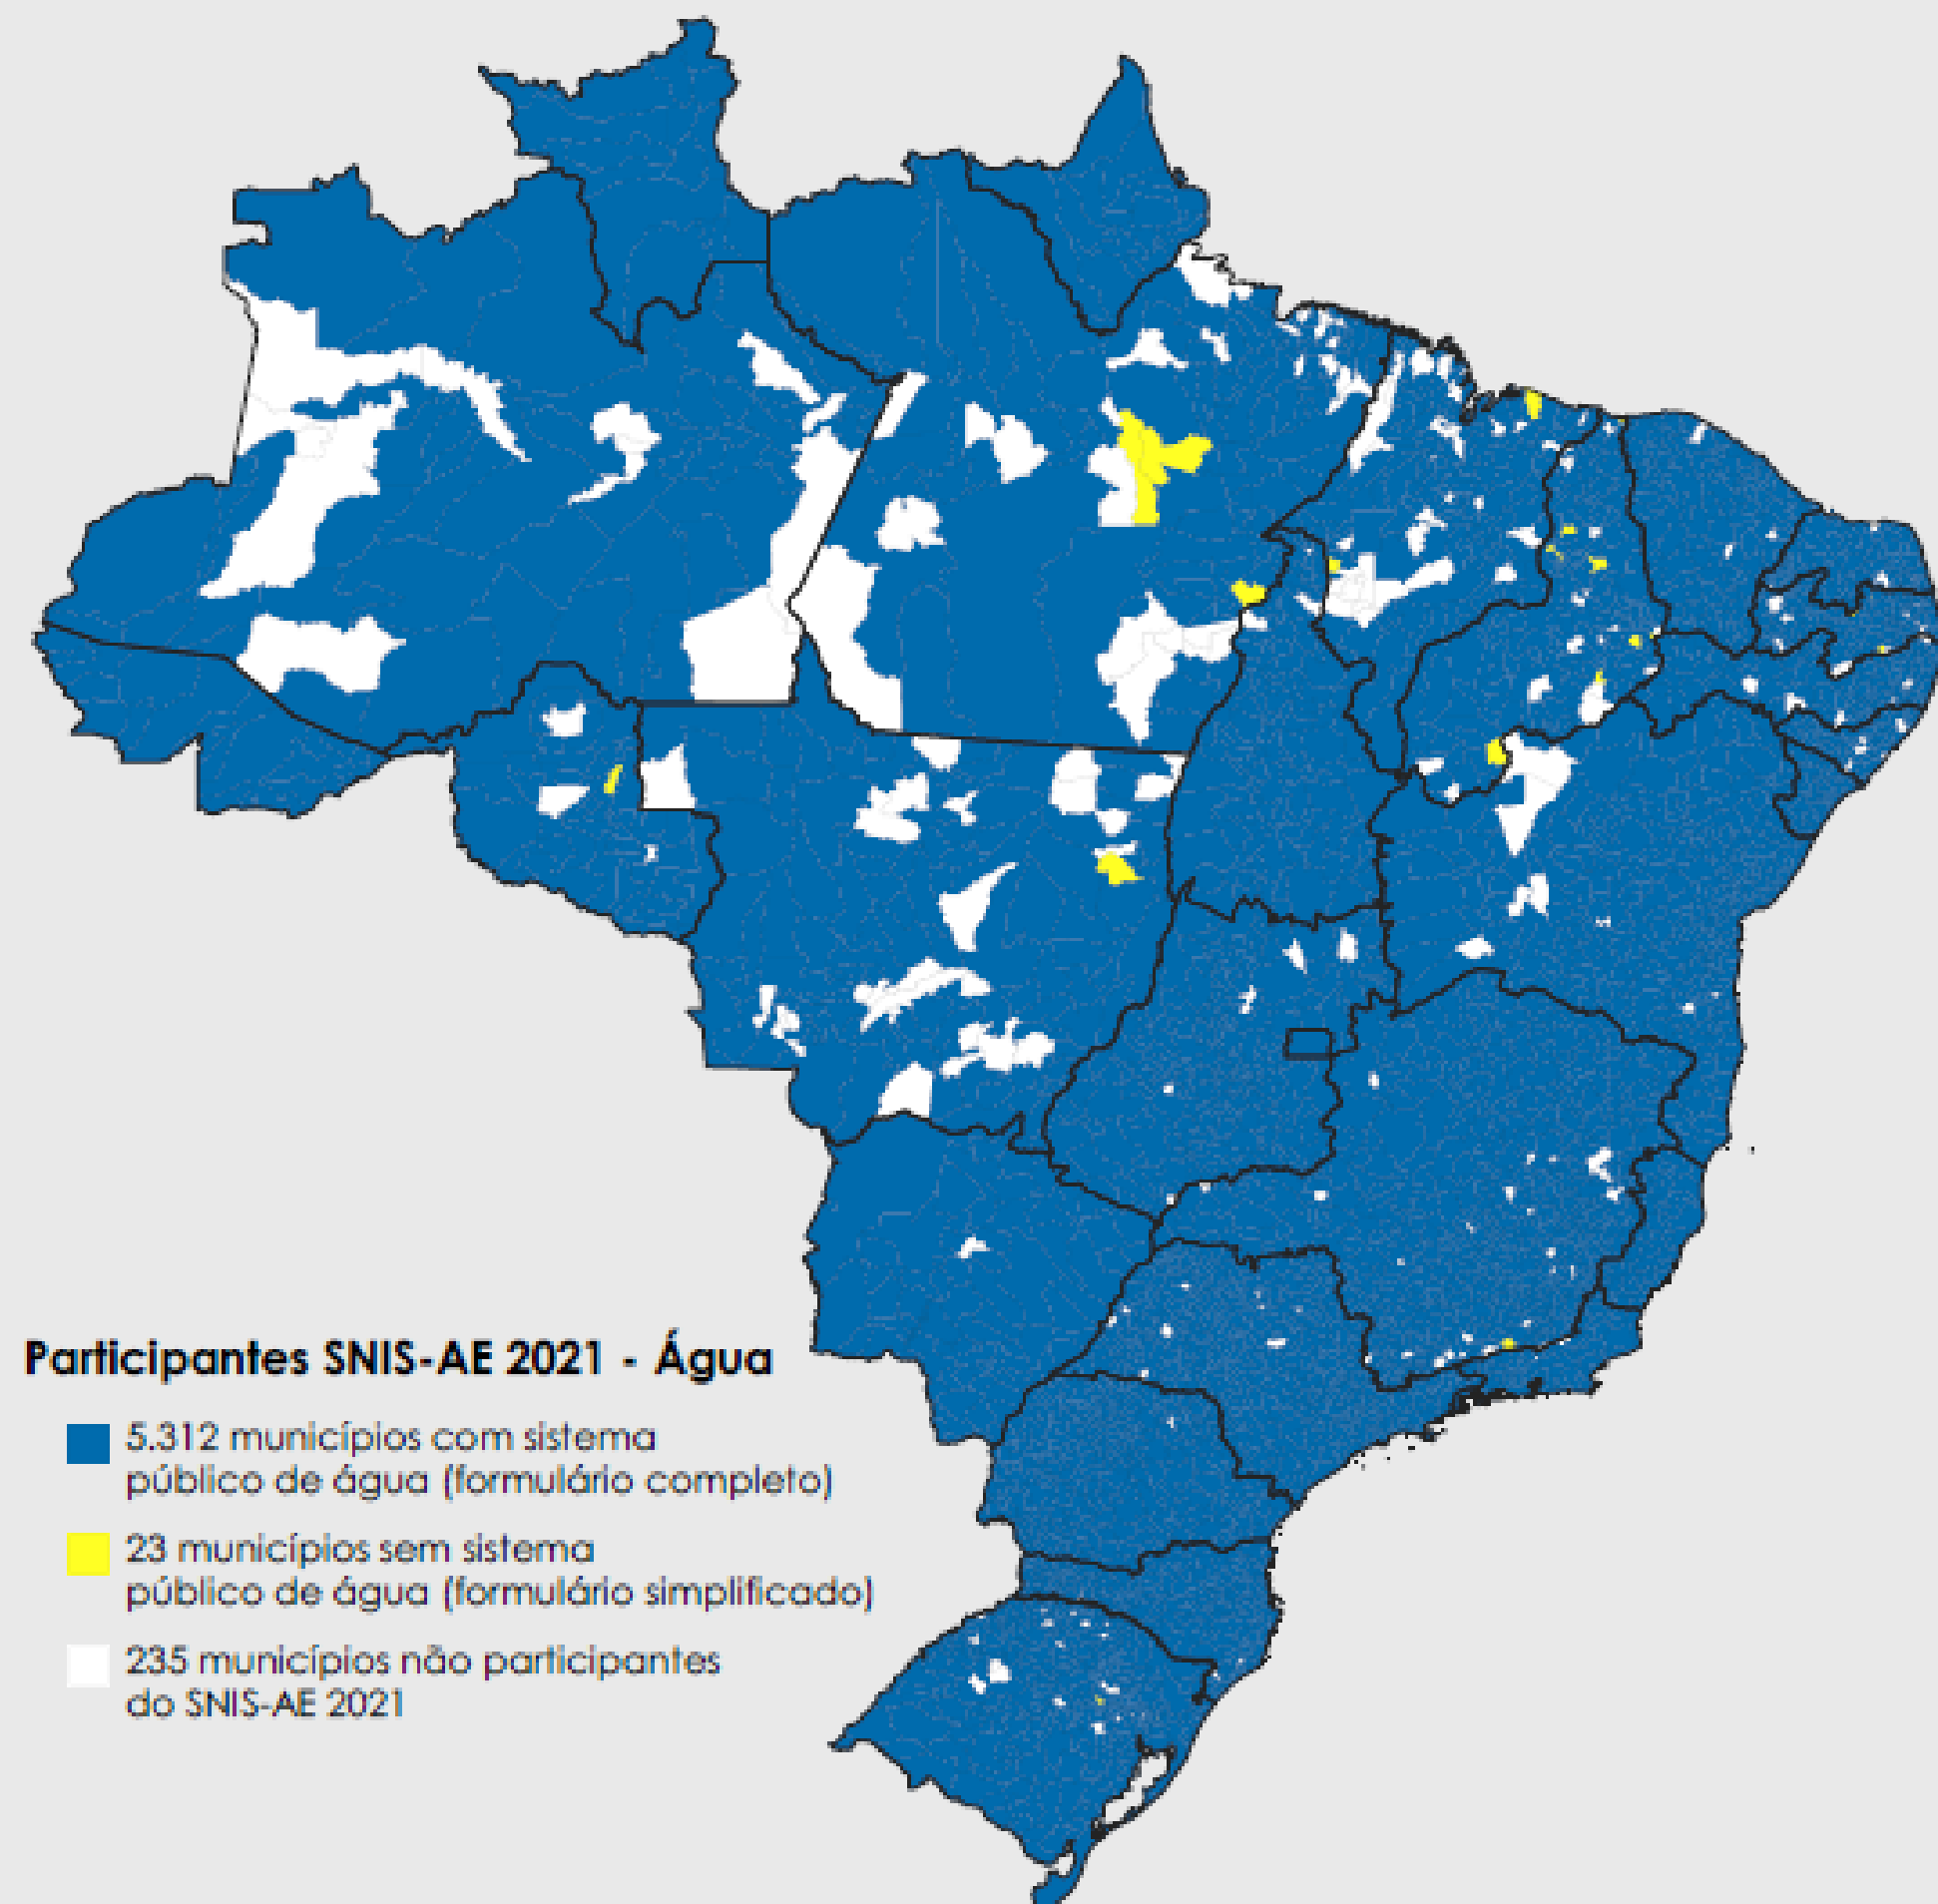 Participantes SNIS-AE 2021 - Água
5.312 municípios com sistema
público de água (formulário completo)
23 municípios sem sistema
público de água (formulário simplificado)
235 municípios não participantes
do SNIS-AE 2021